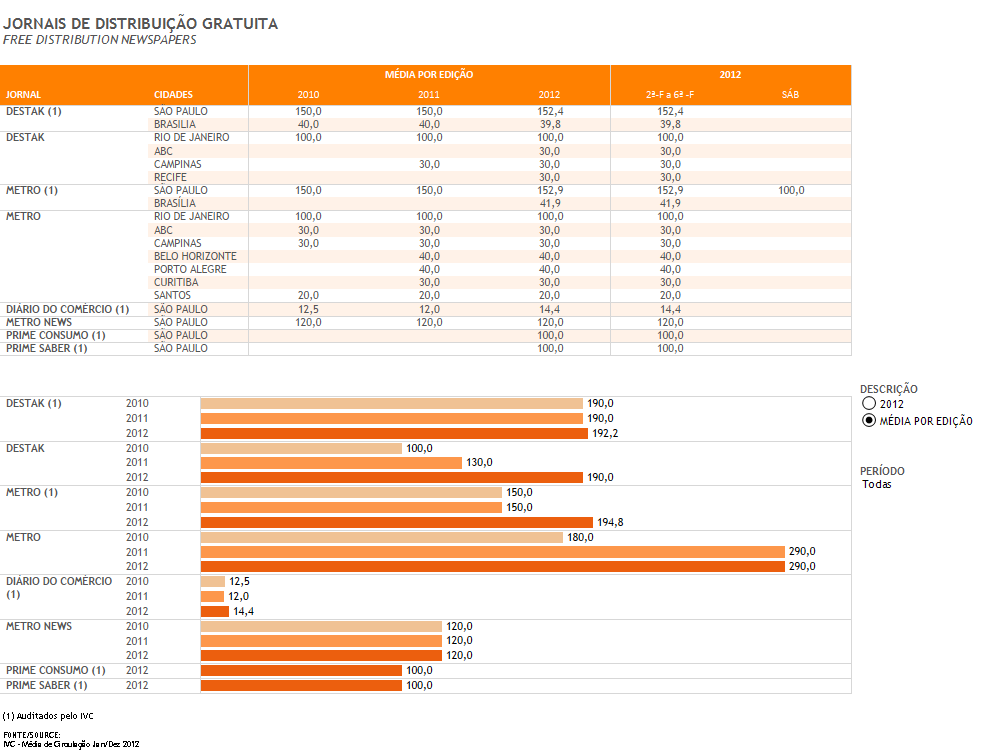 JORNAIS DE DISTRIBUIÇÃO GRATUITA
FREE DISTRIBUTION NEWSPAPERS
MÉDIA POR EDIÇÃO 2012
JORNAL CIDADES 2010 2011 2012 2ª-F a 6ª -F SÁB
DESTAK (1) SÃO PAULO 150,0 150,0 152,4 152,4
BRASILIA 40,0 40,0 39,8 39,8
DESTAK RIO DE JANEIRO 100,0 100,0 100,0 100,0
ABC 30,0 30,0
CAMPINAS 30,0 30,0 30,0
RECIFE 30,0 30,0
METRO (1) SÃO PAULO 150,0 150,0 152,9 152,9 100,0
BRASÍLIA 41,9 41,9
METRO RIO DE JANEIRO 100,0 100,0 100,0 100,0
ABC 30,0 30,0 30,0 30,0
CAMPINAS 30,0 30,0 30,0 30,0
BELO HORIZONTE 40,0 40,0 40,0
PORTO ALEGRE 40,0 40,0 40,0
CURITIBA 30,0 30,0 30,0
SANTOS 20,0 20,0 20,0 20,0
DIÁRIO DO COMÉRCIO (1) SÃO PAULO 12,5 12,0 14,4 14,4
METRO NEWS SÃO PAULO 120,0 120,0 120,0 120,0
PRIME CONSUMO (1) SÃO PAULO 100,0 100,0
PRIME SABER (1) SÃO PAULO 100,0 100,0
DESCRIÇÃO
2012
MÉDIA POR EDIÇÃO
PERÍODO
Todas
DESTAK (1) 2010 190,0
2011 190,0
2012 192,2
DESTAK 2010 100,0
2011 130,0
2012 190,0
METRO (1) 2010 150,0
2011 150,0
2012 194,8
METRO 2010 180,0
2011 290,0
2012 290,0
DIÁRIO DO COMÉRCIO 2010 12,5
(1) 2011 12,0
2012 14,4
METRO NEWS 2010 120,0
2011 120,0
2012 120,0
PRIME CONSUMO (1) 2012 100,0
PRIME SABER (1) 2012 100,0
(1) Auditados pelo IVC
FONTE/SOURCE:
IVC - Média de Circulação Jan/Dez 2012